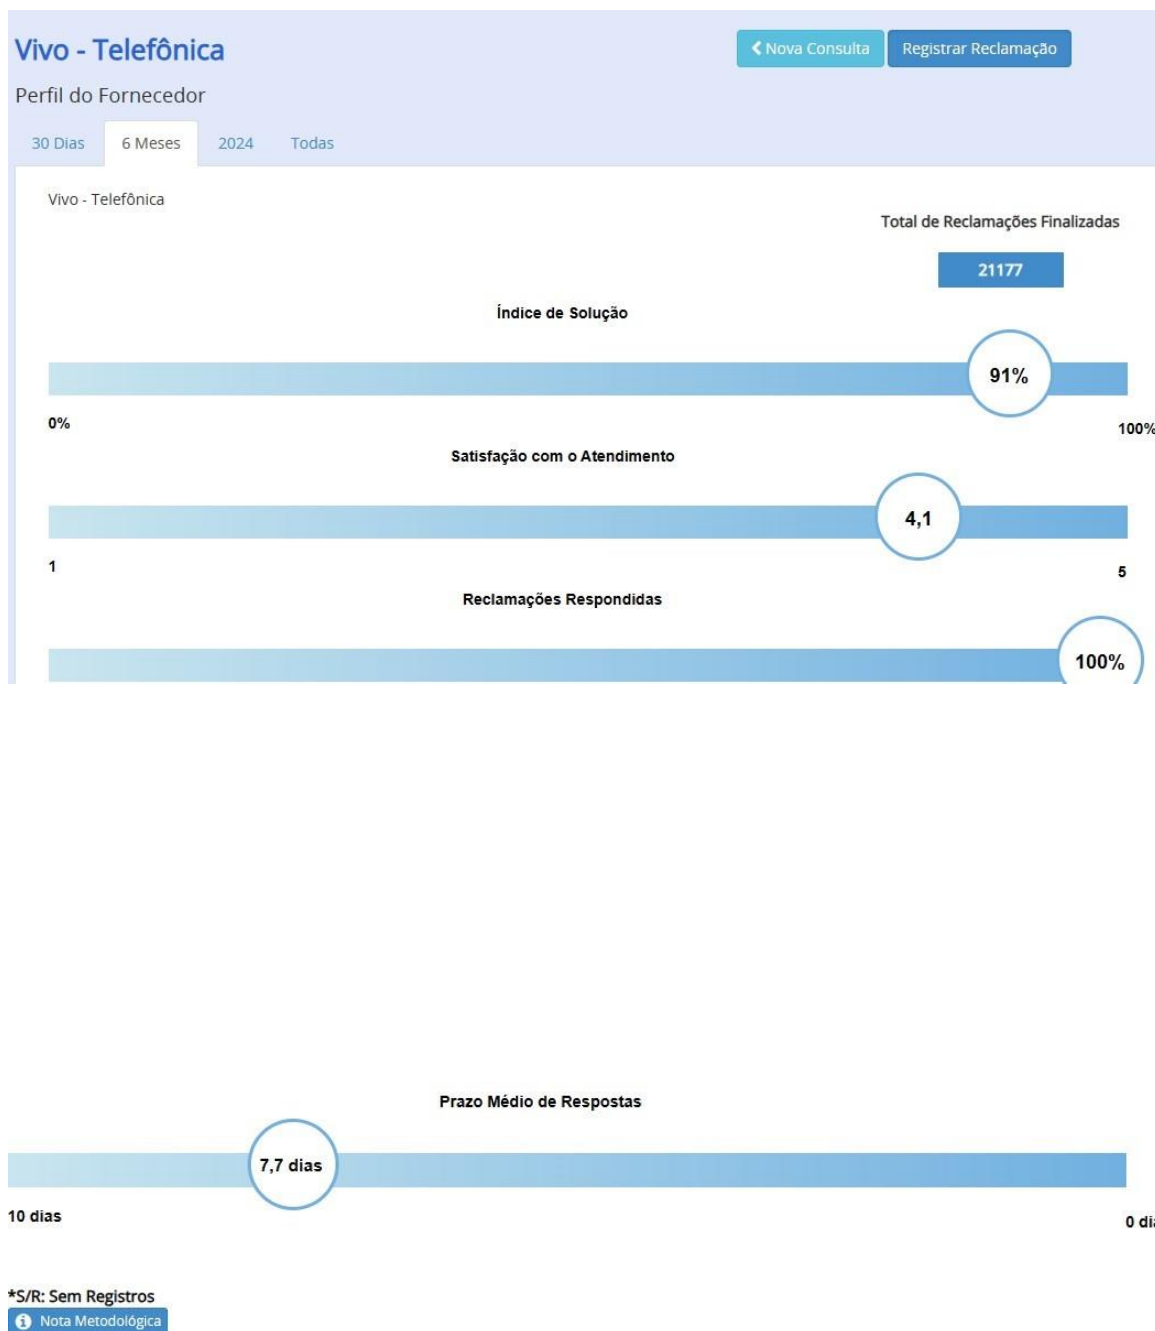 Vivo - Telefônica
Nova Consulta
Registrar Reclamação
Perfil do Fornecedor
30 Dias 6 Meses 2024 Todas
Vivo - Telefônica
Total de Reclamações Finalizadas
21177
Índice de Solução
91%
0% 100%
Satisfação com o Atendimento
4,1
1 5
Reclamações Respondidas
100%
Prazo Médio de Respostas
7,7 dias
10 dias 0
*S/R: Sem Registros
Nota Metodológica